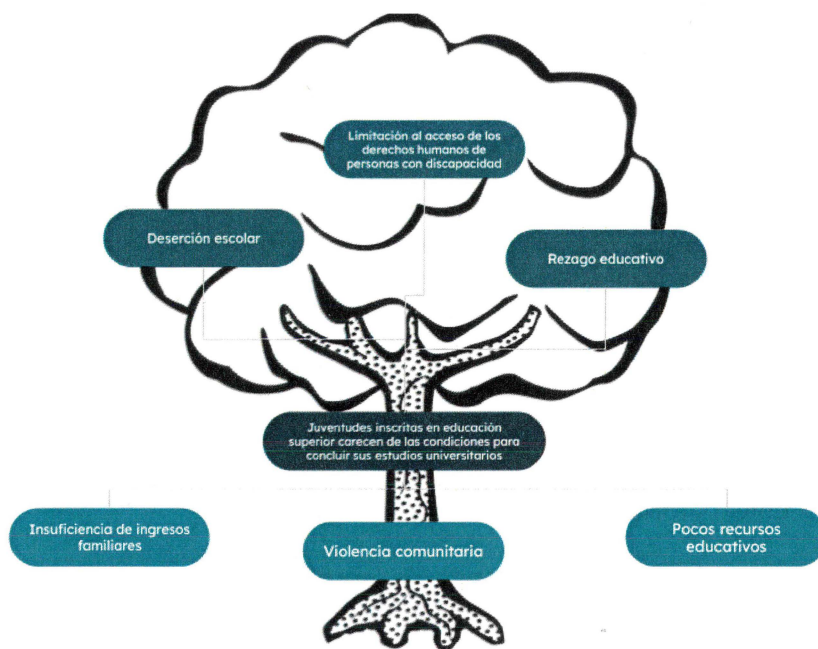 Limitación al acceso de los
derechos humanos de
personas con discapacidad
Deserción escolar
Rezago educativo
Juventudes inscritas en educación
superior carecen de las condiciones para
concluir sus estudios universitarios
Insuficiencia de ingresos
familiares
Violencia comunitaria
Pocos recursos
educativos